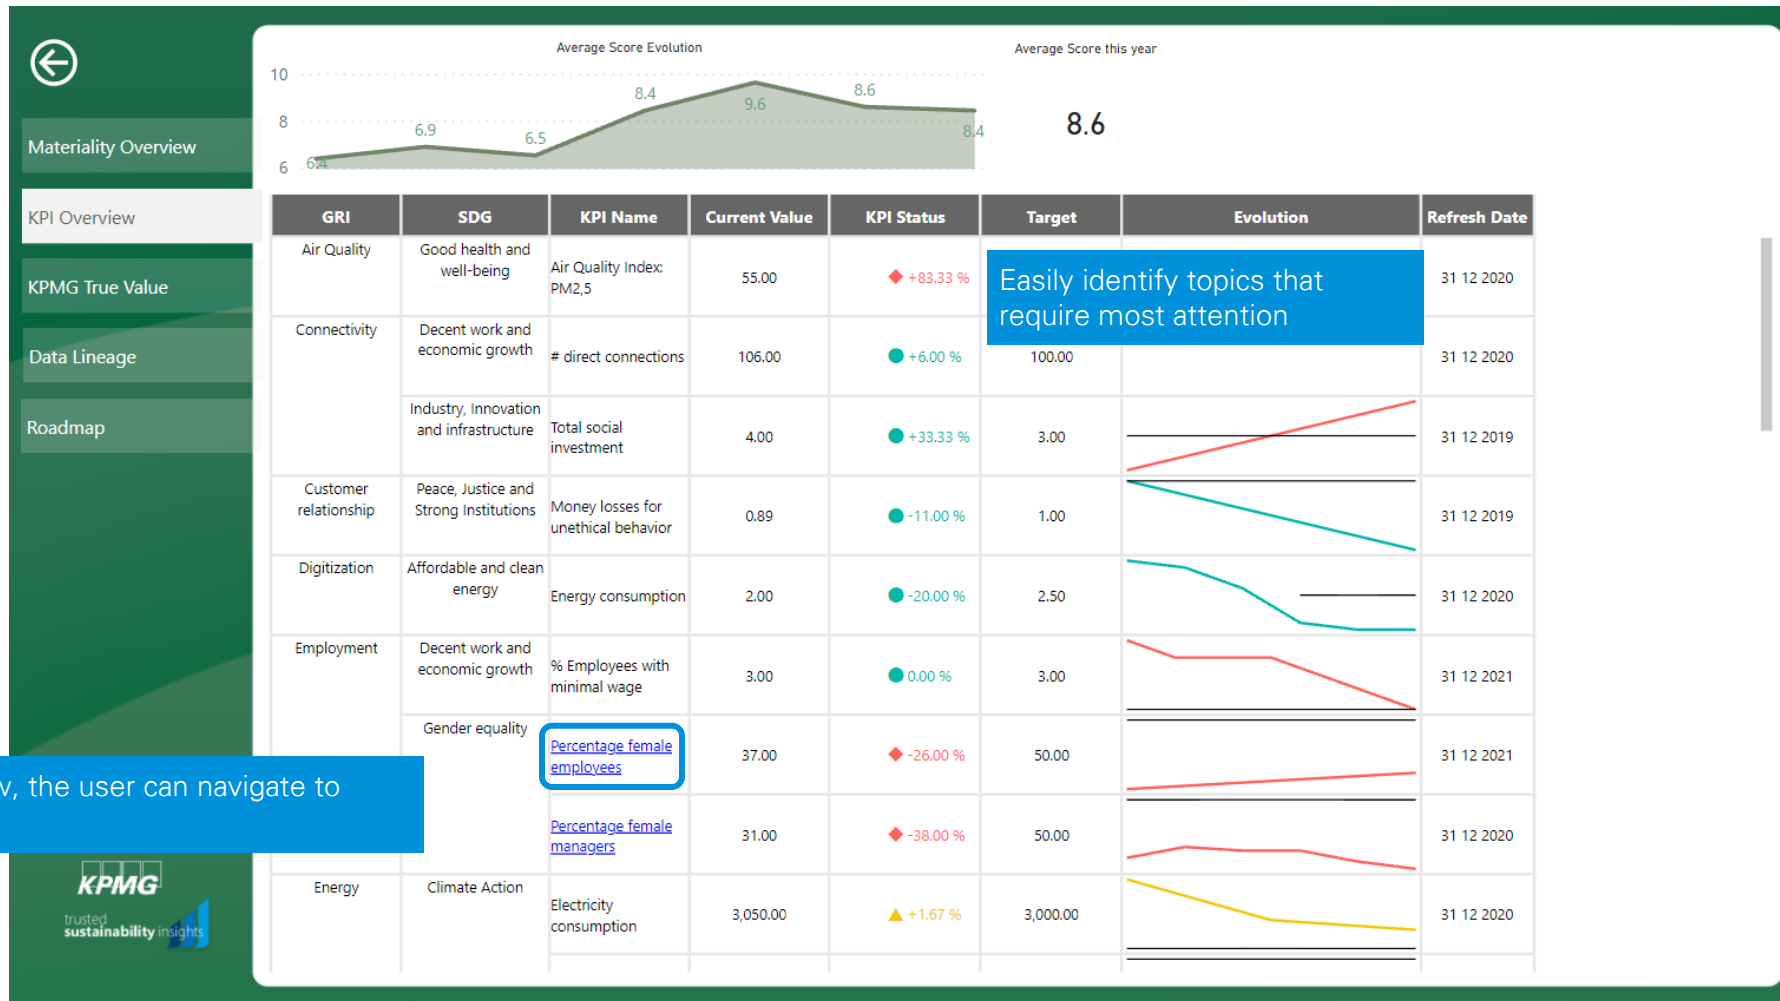 Average Score Evolution
Average Score this year
10
8
6
6.4
6.9
6.5
8.4
9.6
8.6
8.4
8.6
Materiality Overview
KPI Overview
KPMG True Value
Data Lineage
Roadmap
GRI SDG KPI Name Current Value KPI Status Target Evolution Refresh Date
Air Quality
Good health and
well-being
Air Quality Index:
PM2,5
55.00
+83.33 %
31 12 2020
Easily identify topics that
require most attention
Connectivity
Decent work and
economic growth
# direct connections
106.00
+6.00 %
100.00
31 12 2020
Industry, Innovation
and infrastructure
Total social
investment
4.00
+33.33 %
3.00
31 12 2019
Customer
relationship
Peace, Justice and
Strong Institutions
Money losses for
unethical behavior
0.89
-11.00 %
1.00
31 12 2019
Digitization
Affordable and clean
energy
Energy consumption
2.00
-20.00 %
2.50
31 12 2020
Employment
Decent work and
economic growth
% Employees with
minimal wage
3.00
0.00 %
3.00
31 12 2021
Gender equality
Percentage female
employees
37.00
-26.00 %
50.00
31 12 2021
, the user can navigate to
Percentage female
managers
31.00
-38.00 %
50.00
31 12 2020
Energy
Climate Action
Electricity
consumption
3,050.00
+1.67 %
3,000.00
31 12 2020
KPMG
trusted
sustainability insights